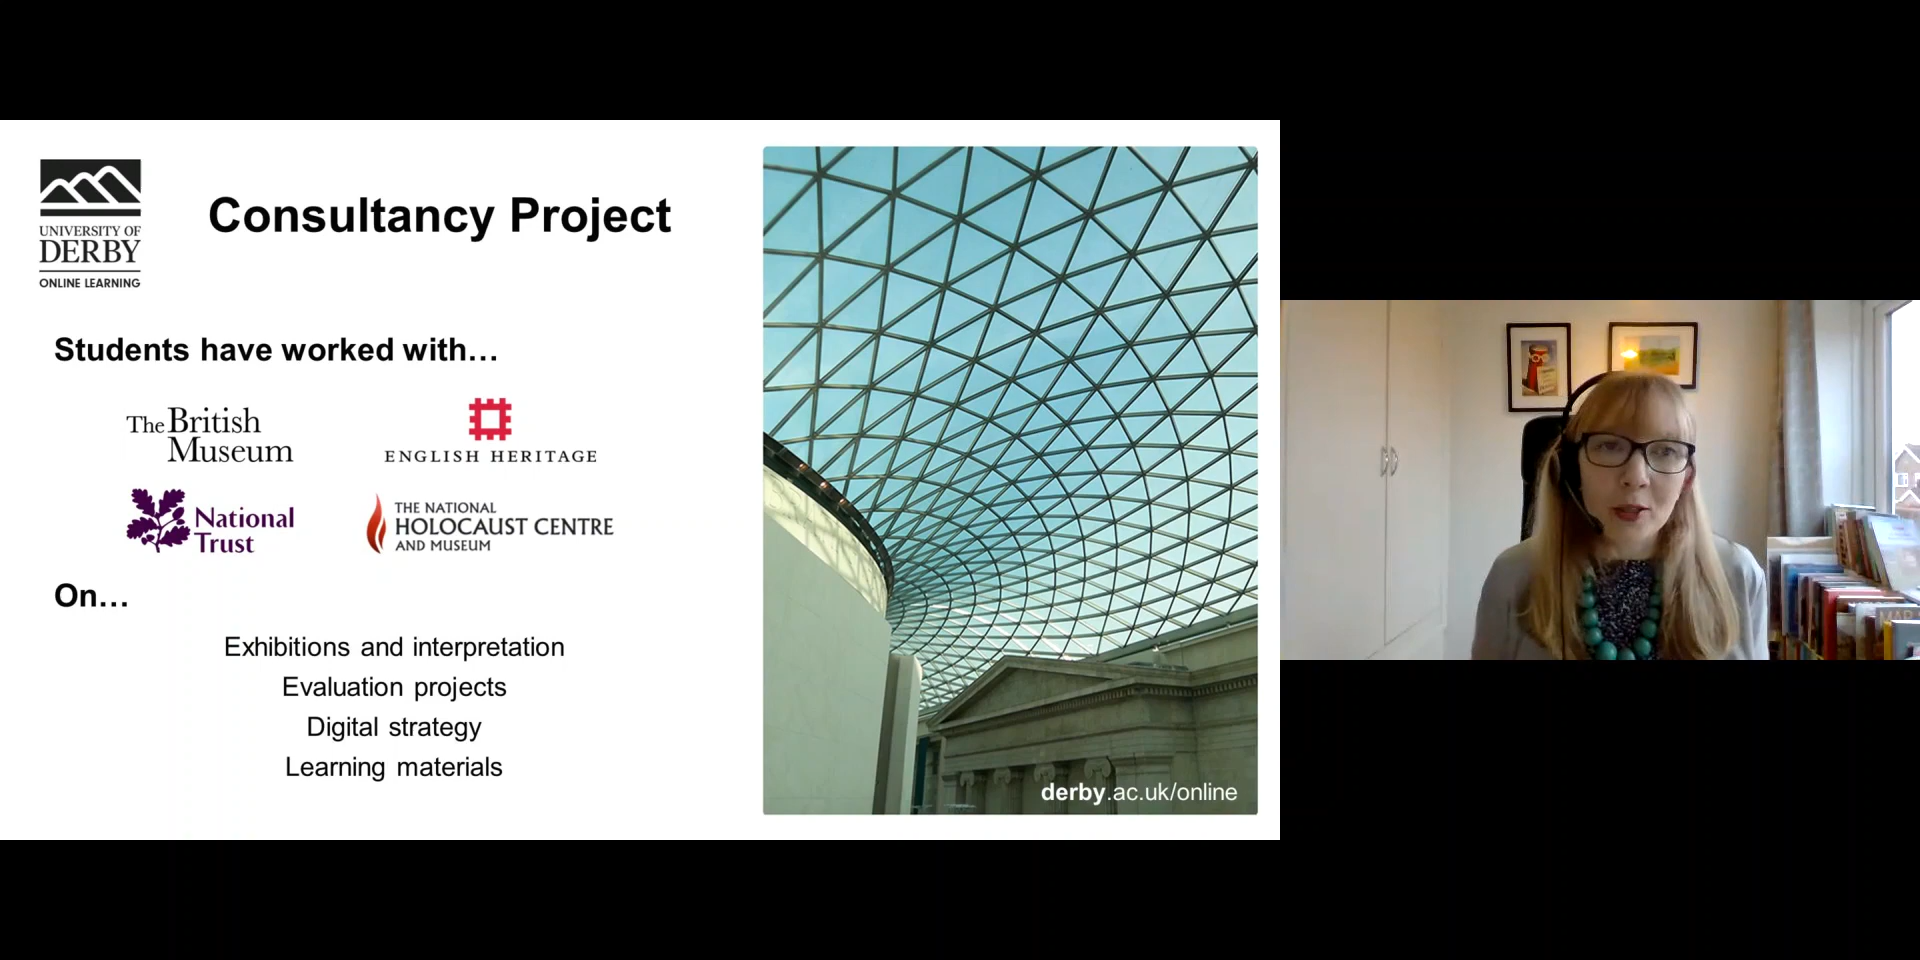 UNIVERSITY OF
DERBY
ONLINE LEARNING
Consultancy Project
Students have worked with...
The British
Museum
ENGLISH HERITAGE
National
Trust
THE NATIONAL
HOLOCAUST CENTRE
AND MUSEUM
On...
Exhibitions and interpretation
Evaluation projects
Digital strategy
Learning materials
derby.ac.uk/online